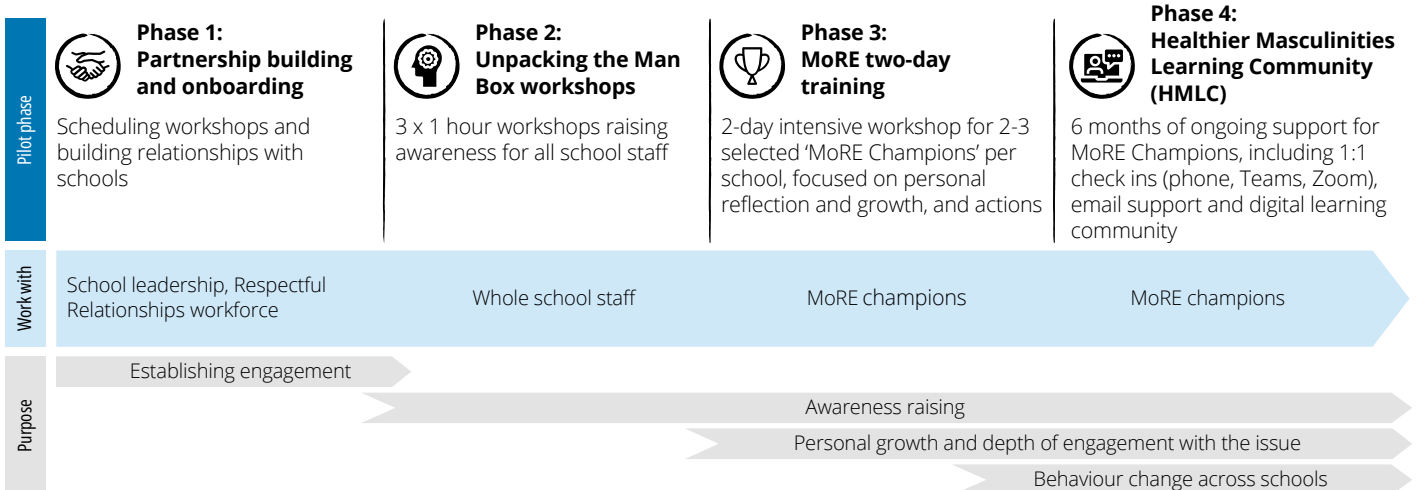 Pilot phase
Phase 1:
Partnership building
and onboarding
Scheduling workshops and
building relationships with
schools
Phase 2:
Unpacking the Man
Box workshops
3 x 1 hour workshops raising
awareness for all school staff
Phase 3:
MoRE two-day
training
2-day intensive workshop for 2-3
selected ‘MoRE Champions’ per
school, focused on personal
reflection and growth, and actions
Phase 4:
Healthier Masculinities
Learning Community
(HMLC)
6 months of ongoing support for
MoRE Champions, including 1:1
check ins (phone, Teams, Zoom),
email support and digital learning
community
Work with
School leadership, Respectful
Relationships workforce
Whole school staff
MoRE champions
MoRE champions
Purpose
Establishing engagement
Awareness raising
Personal growth and depth of engagement with the issue
Behaviour change across schools